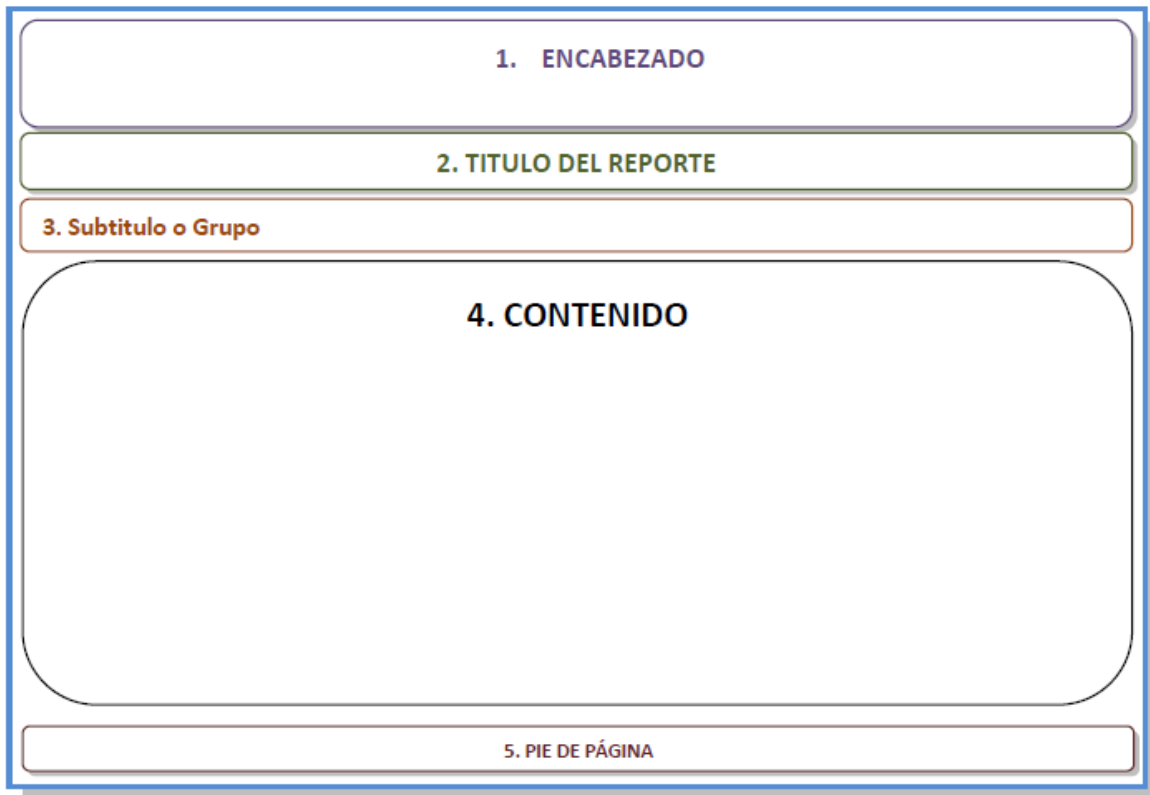 1. ENCABEZADO
2. TITULO DEL REPORTE
3. Subtitulo o Grupo
4. CONTENIDO
5. PIE DE PÁGINA